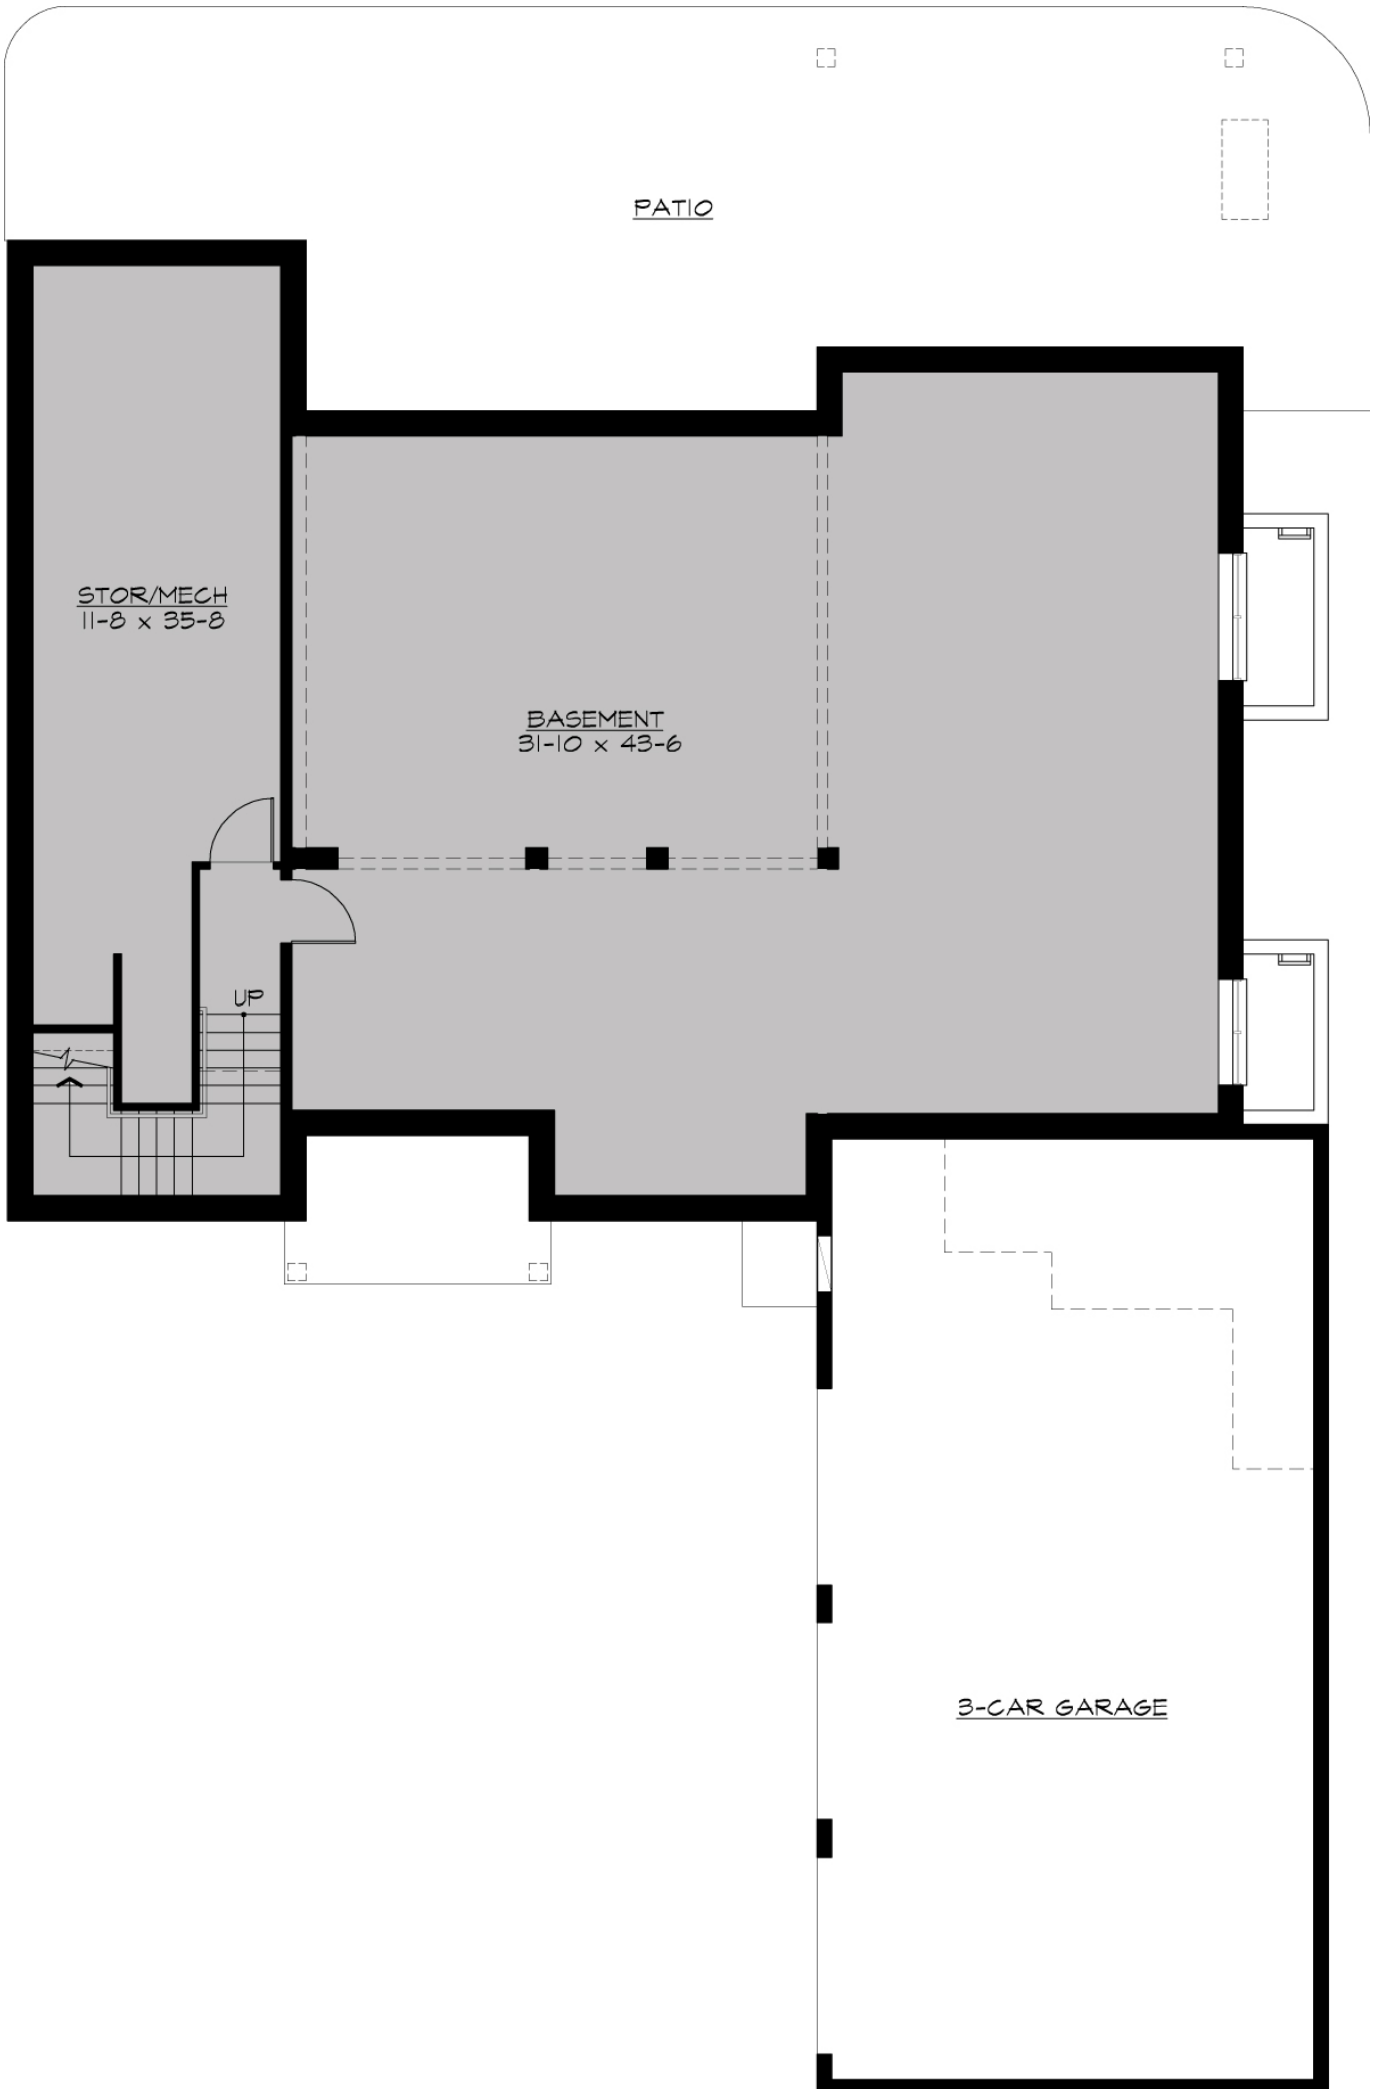 PATIO
STOR/MECH
11-8 x 35-8
BASEMENT
31-10 x 43-6
UP
3-CAR GARAGE